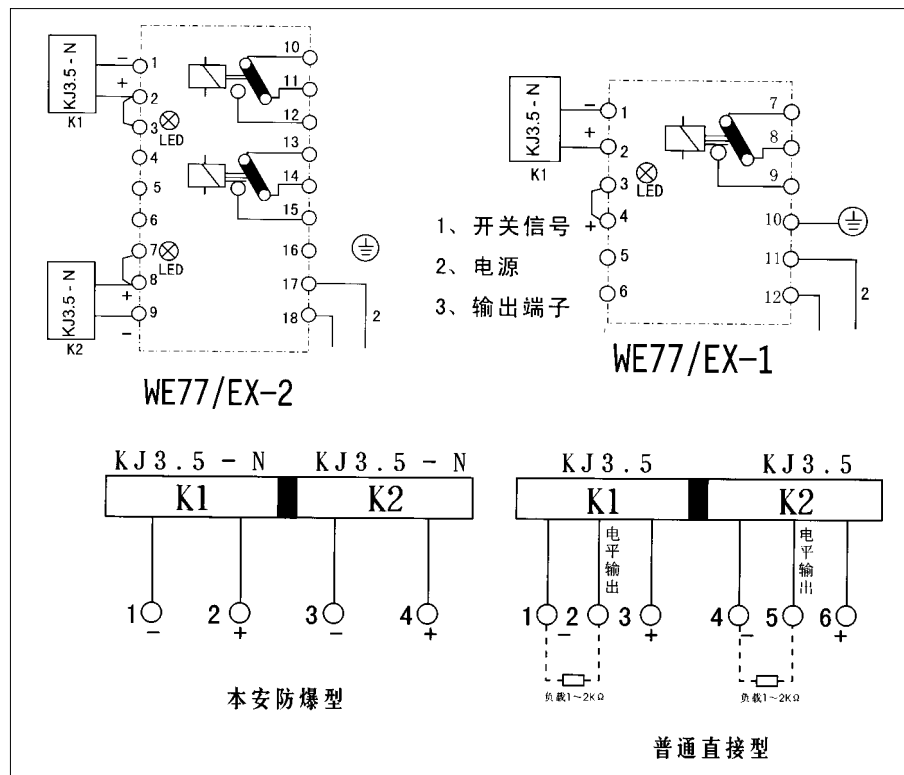 KJ3.5-N
K1
−
+
1
2
3
4
5
6
7
8
9
LED
LED
+
−
KJ3.5-N
K2
10
11
12
13
14
15
16
17
18
2
WE77/EX-2
KJ3.5-N
K1
−
+
1
2
3
4
5
6
LED
+
7
8
9
10
11
12
2
1、开关信号
2、电源
3、输出端子
WE77/EX-1
KJ3.5-N KJ3.5-N
K1 K2
1 2 3 4
− + − +
本安防爆型
KJ3.5 KJ3.5
K1 K2
电平输出 电平输出
1 2 3 4 5 6
− + − +
负载1~2KΩ 负载1~2KΩ
普通直接型